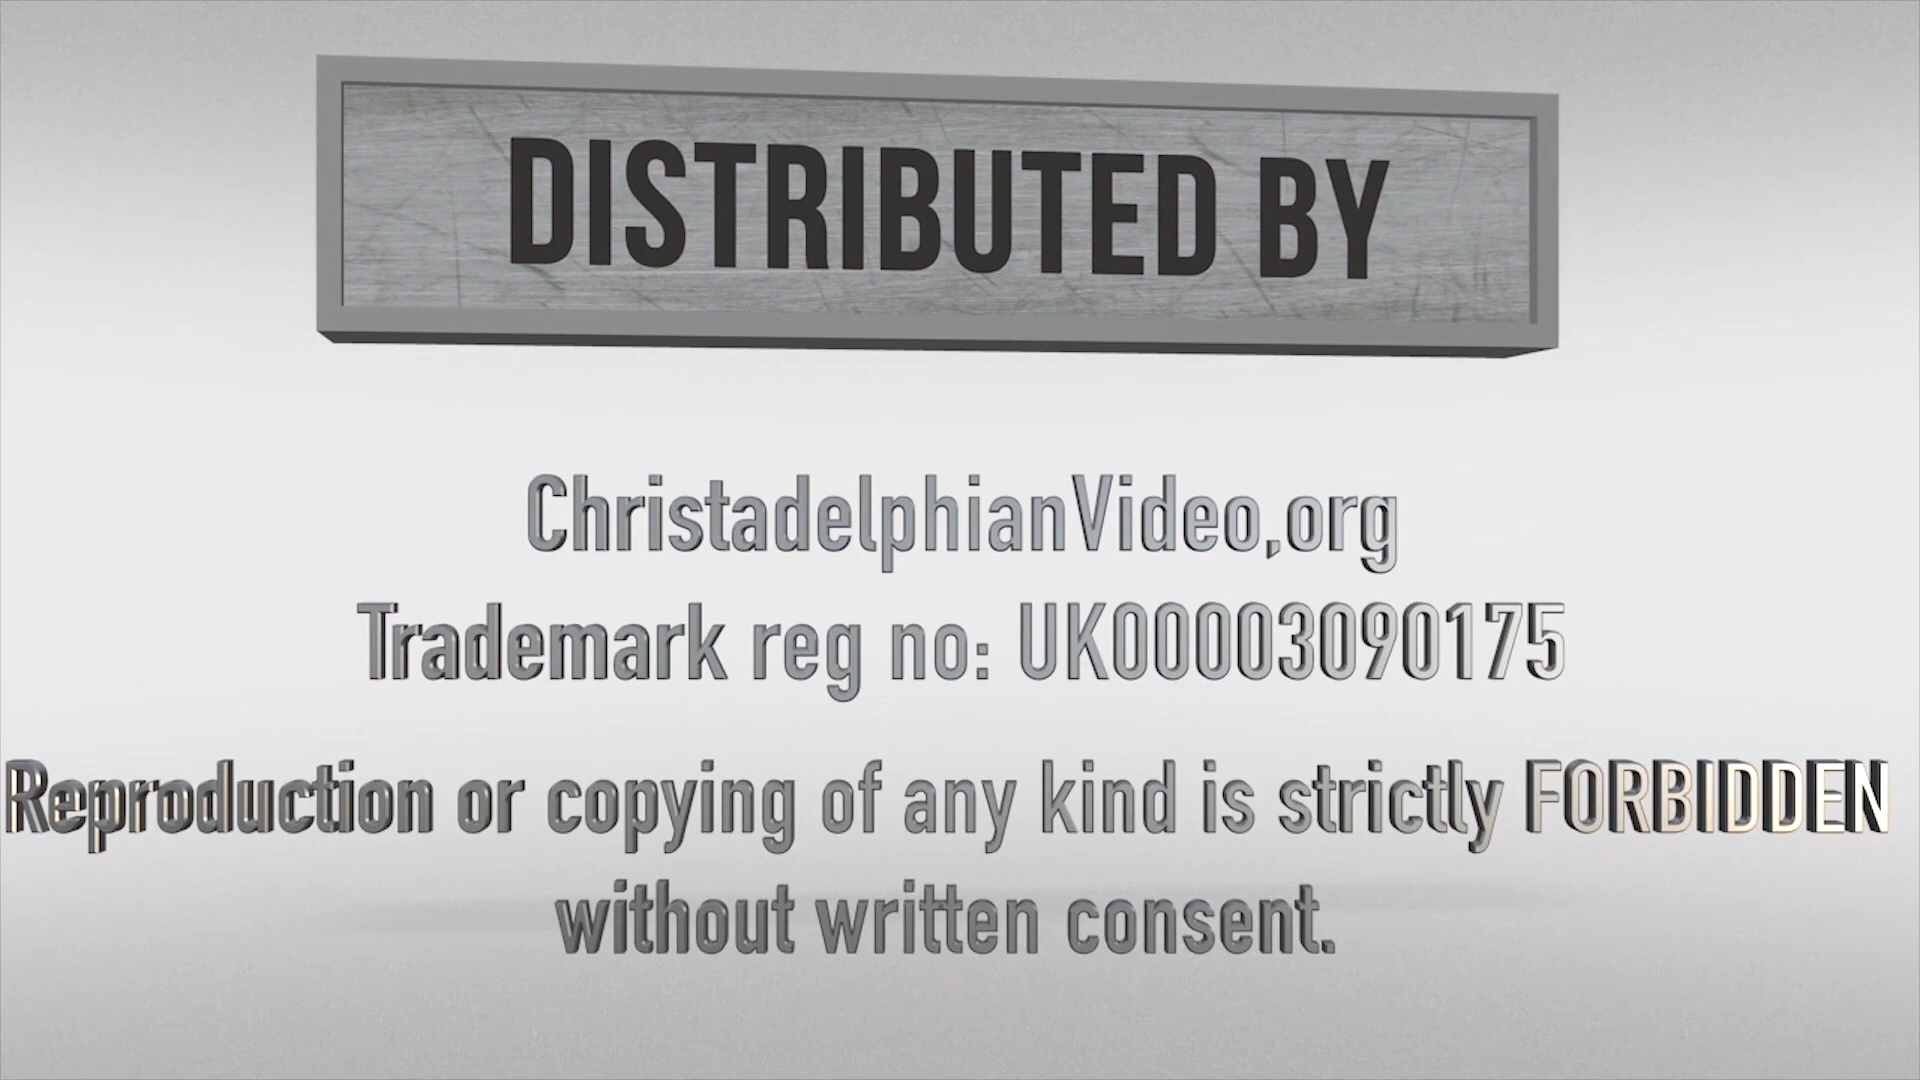 DISTRIBUTED BY
ChristadelphianVideo,org
Trademark reg no: UK00003090175
Reproduction or copying of any kind is strictly FORBIDDEN
without written consent.